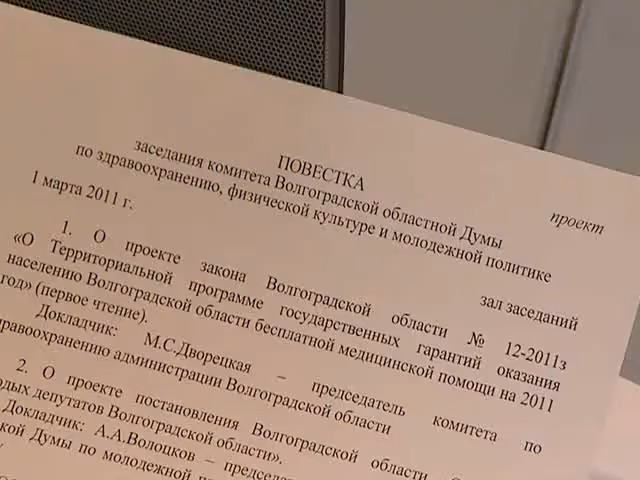 проект
ПОВЕСТКА
заседания комитета Волгоградской областной Думы
по здравоохранению, физической культуре и молодежной политике
1 марта 2011 г.
зал заседаний
1. О проекте закона Волгоградской области № 12-2011з
«О Территориальной программе государственных гарантий оказания
населению Волгоградской области бесплатной медицинской помощи на 2011
год» (первое чтение).
Докладчик: М.С.Дворецкая – председатель комитета по
здравоохранению администрации Волгоградской области
2. О проекте постановления Волгоградской области
депутатов Волгоградской области».
Докладчик: А.А.Волоцков –
Думы по молодежной